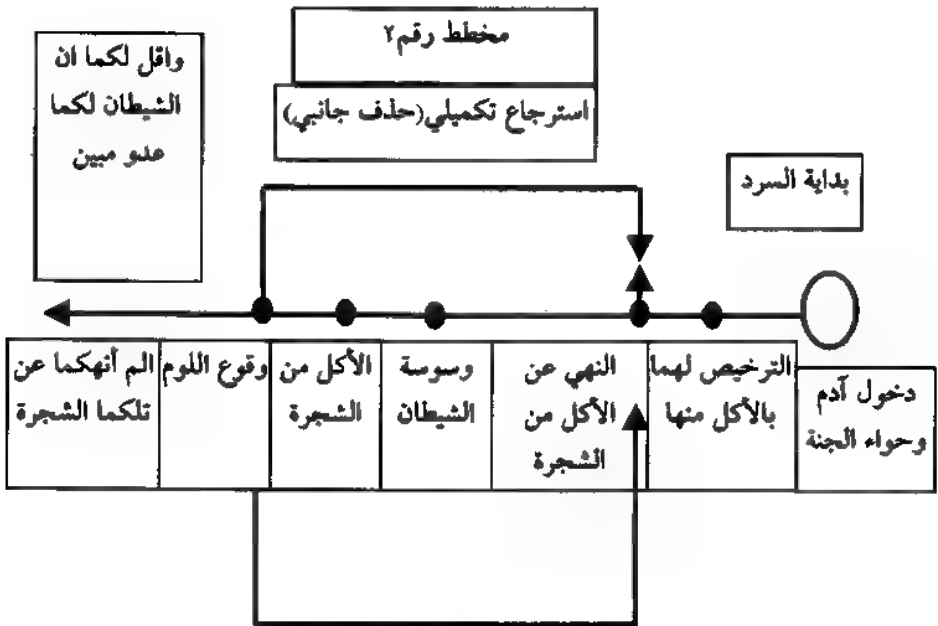 مخطط رقم٢
استرجاع تكميلي(حذف جانبي)
واقل لكما ان
الشيطان لكما
عدو مبين
بداية السرد
دخول آدم
وحواء الجنة
الترخيص لهما
بالأكل منها
النهي عن
الأكل من
الشجرة
وسوسة
الشيطان
الأكل من
الشجرة
وقوع اللوم
الم أنهكما عن
تلكما الشجرة